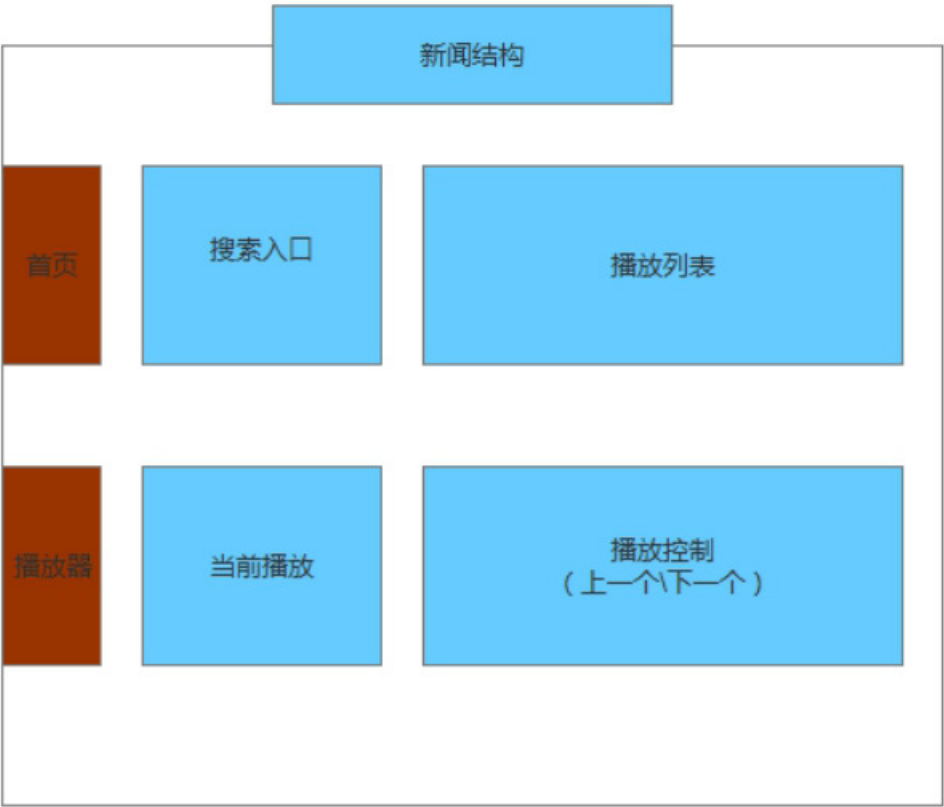 新闻结构
首页
搜索入口
播放列表
播放器
当前播放
播放控制
（上一个\下一个）